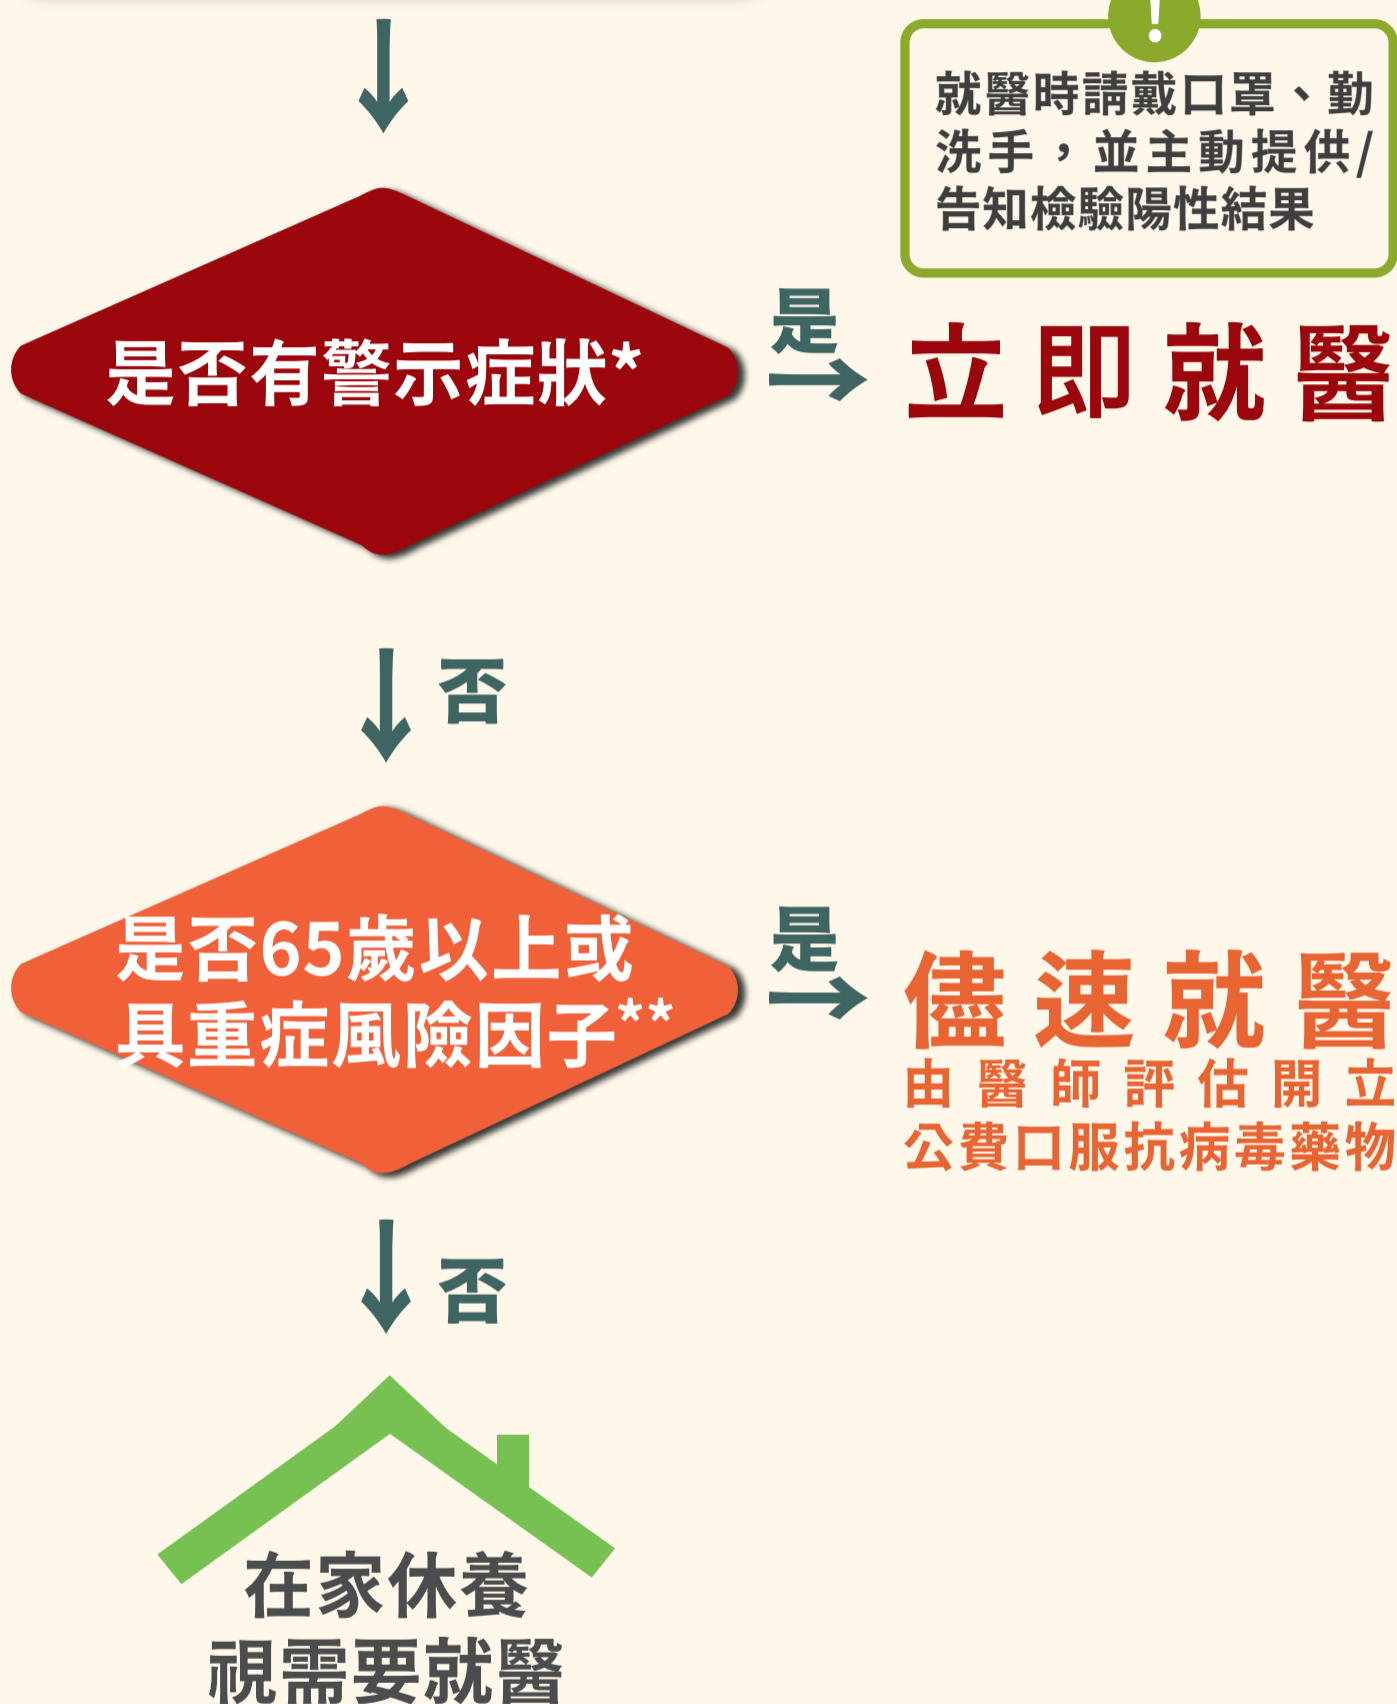 !
就醫時請戴口罩、勤
洗手，並主動提供/
告知檢驗陽性結果
是否有警示症狀*
是
立即就醫
否
是否65歲以上或
具重症風險因子**
是
儘速就醫
由醫師評估開立
公費口服抗病毒藥物
否
在家休養
視需要就醫